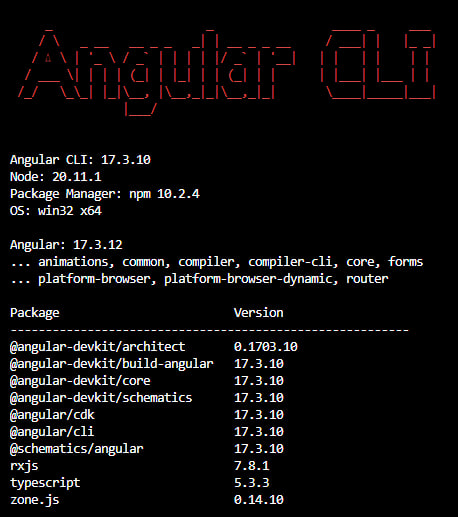 Angular CLI
Angular CLI: 17.3.10
Node: 20.11.1
Package Manager: npm 10.2.4
OS: win32 x64
Angular: 17.3.12
... animations, common, compiler, compiler-cli, core, forms
... platform-browser, platform-browser-dynamic, router
Package Version
---------------------------------------------------------
@angular-devkit/architect 0.1703.10
@angular-devkit/build-angular 17.3.10
@angular-devkit/core 17.3.10
@angular-devkit/schematics 17.3.10
@angular/cdk 17.3.10
@angular/cli 17.3.10
@schematics/angular 17.3.10
rxjs 7.8.1
typescript 5.3.3
zone.js 0.14.10